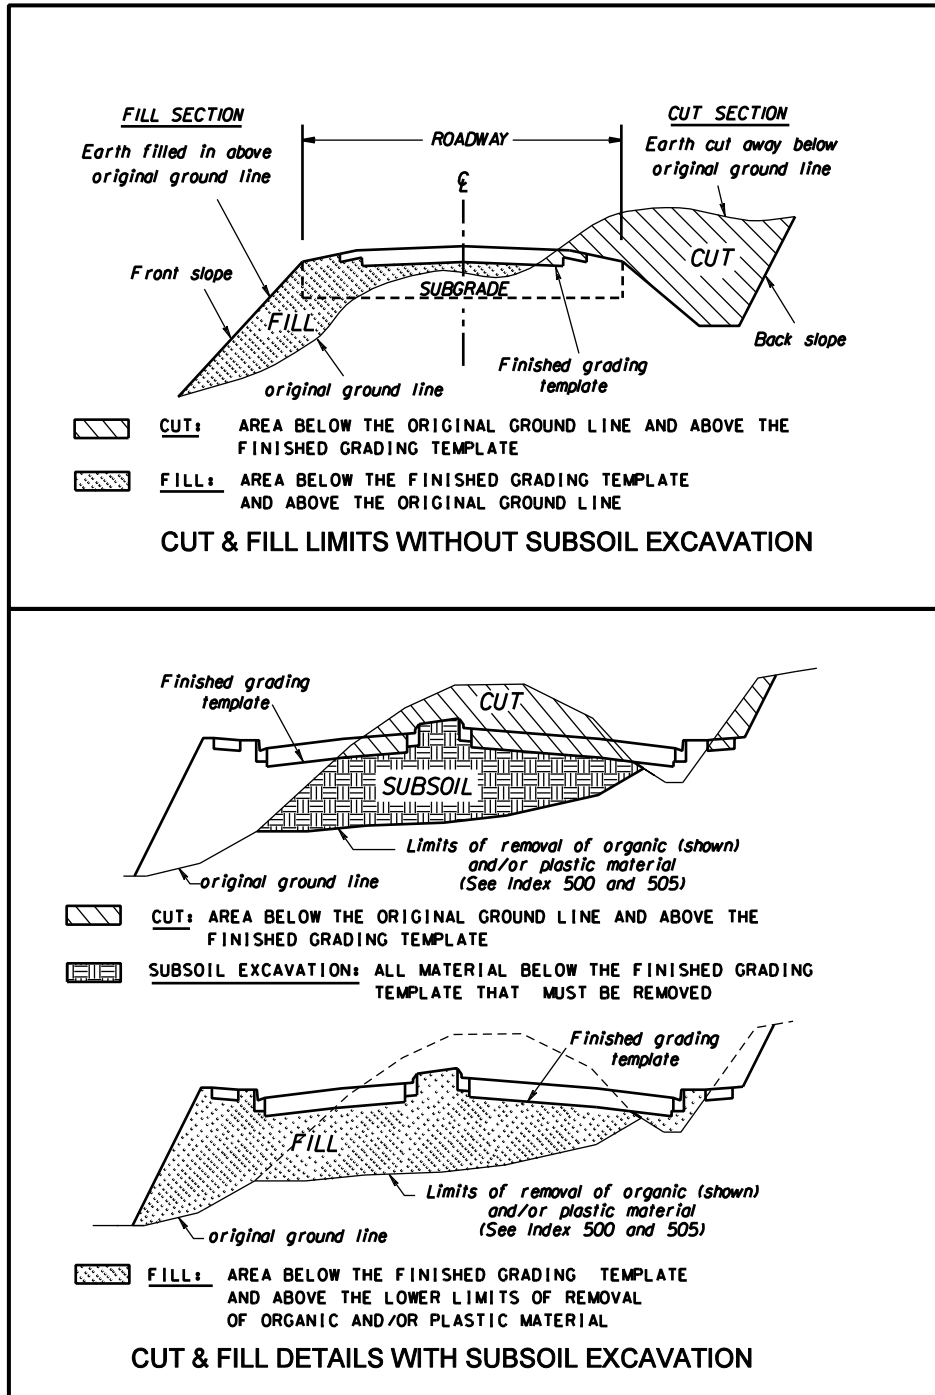 FILL SECTION
Earth filled in above
original ground line
ROADWAY
CUT SECTION
Earth cut away below
original ground line
℄
Front slope
CUT
SUBGRADE
FILL
Back slope
Finished grading
template
original ground line
CUT: AREA BELOW THE ORIGINAL GROUND LINE AND ABOVE THE
FINISHED GRADING TEMPLATE
FILL: AREA BELOW THE FINISHED GRADING TEMPLATE
AND ABOVE THE ORIGINAL GROUND LINE
CUT & FILL LIMITS WITHOUT SUBSOIL EXCAVATION
Finished grading
template
CUT
SUBSOIL
Limits of removal of organic (shown)
and/or plastic material
(See Index 500 and 505)
original ground line
CUT: AREA BELOW THE ORIGINAL GROUND LINE AND ABOVE THE
FINISHED GRADING TEMPLATE
SUBSOIL EXCAVATION: ALL MATERIAL BELOW THE FINISHED GRADING
TEMPLATE THAT MUST BE REMOVED
Finished grading
template
FILL
Limits of removal of organic (shown)
and/or plastic material
(See Index 500 and 505)
original ground line
FILL: AREA BELOW THE FINISHED GRADING TEMPLATE
AND ABOVE THE LOWER LIMITS OF REMOVAL
OF ORGANIC AND/OR PLASTIC MATERIAL
CUT & FILL DETAILS WITH SUBSOIL EXCAVATION